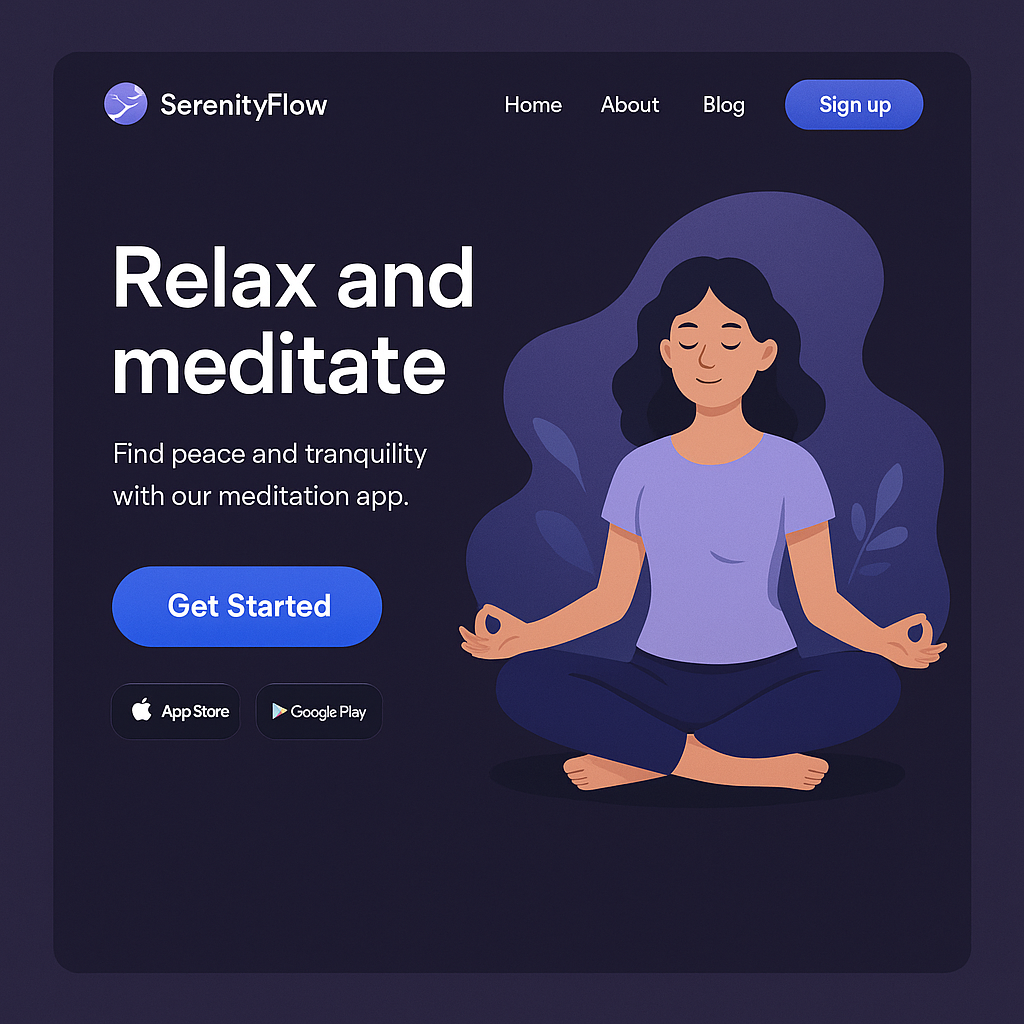 SerenityFlow
Home About Blog Sign up
Relax and
meditate
Find peace and tranquility
with our meditation app.
Get Started
App Store Google Play